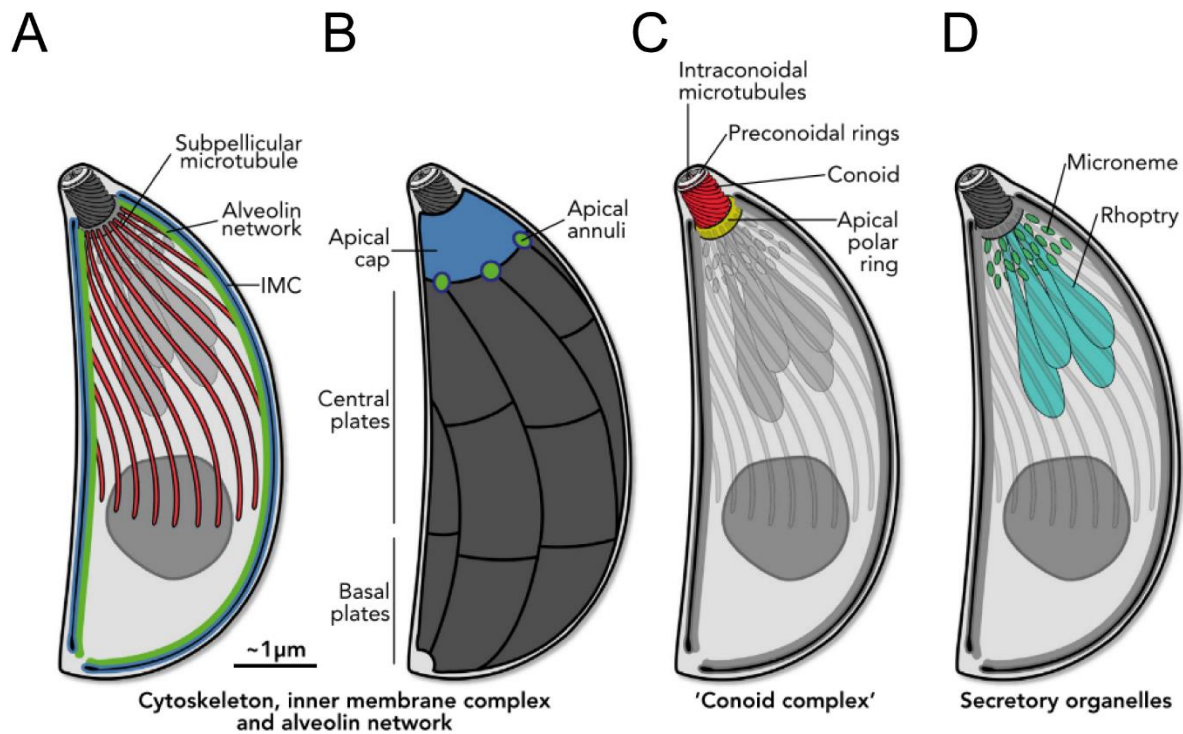 A
B
C
D
Subpellicular
microtubule
Alveolin
network
IMC
~1µm
Apical
cap
Apical
annuli
Central
plates
Basal
plates
Cytoskeleton, inner membrane complex
and alveolin network
Intraconoidal
microtubules
Preconoidal rings
Conoid
Apical
polar
ring
'Conoid complex'
Microneme
Rhoptry
Secretory organelles